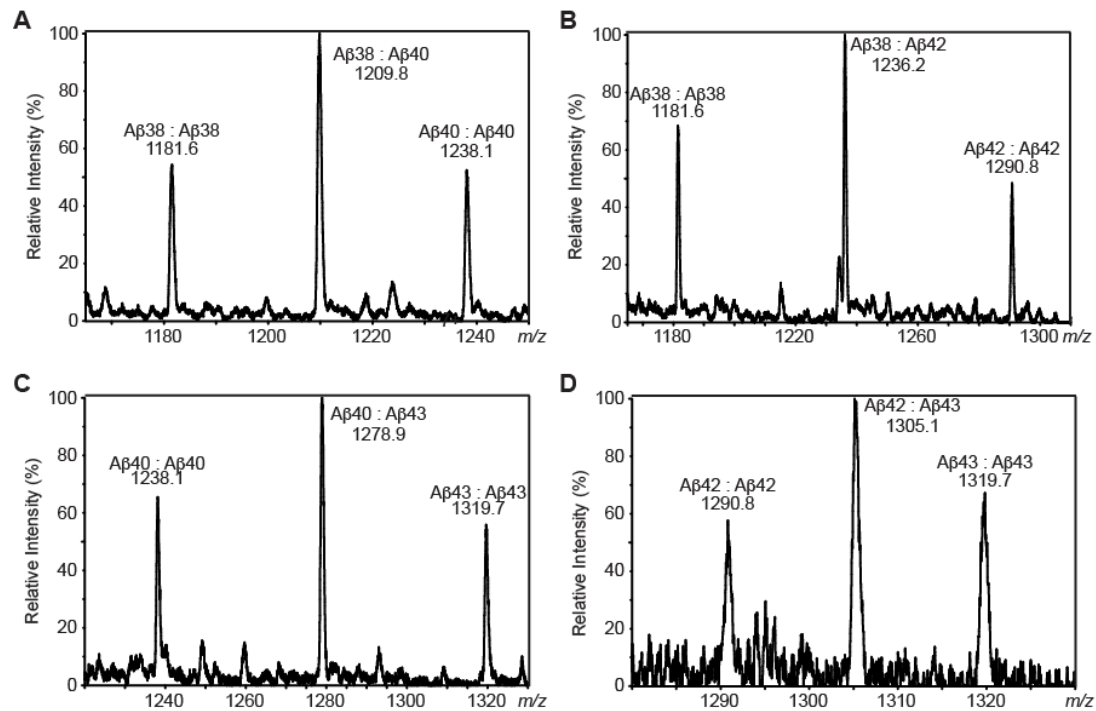 A
Relative Intensity (%)
100
80
60
40
20
0
Aβ38 : Aβ40
1209.8
Aβ38 : Aβ38
1181.6
Aβ40 : Aβ40
1238.1
1180
1200
1220
1240
m/z
B
Relative Intensity (%)
100
80
60
40
20
0
Aβ38 : Aβ42
1236.2
Aβ38 : Aβ38
1181.6
Aβ42 : Aβ42
1290.8
1180
1220
1260
1300
m/z
C
Relative Intensity (%)
100
80
60
40
20
0
Aβ40 : Aβ43
1278.9
Aβ40 : Aβ40
1238.1
Aβ43 : Aβ43
1319.7
1240
1260
1280
1300
1320
m/z
D
Relative Intensity (%)
100
80
60
40
20
0
Aβ42 : Aβ43
1305.1
Aβ42 : Aβ42
1290.8
Aβ43 : Aβ43
1319.7
1290
1300
1310
1320
m/z